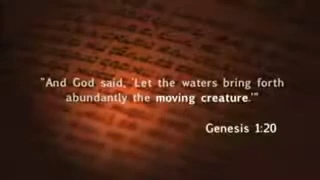 "And God said, 'Let the waters bring forth
abundantly the moving creature.'"
Genesis 1:20